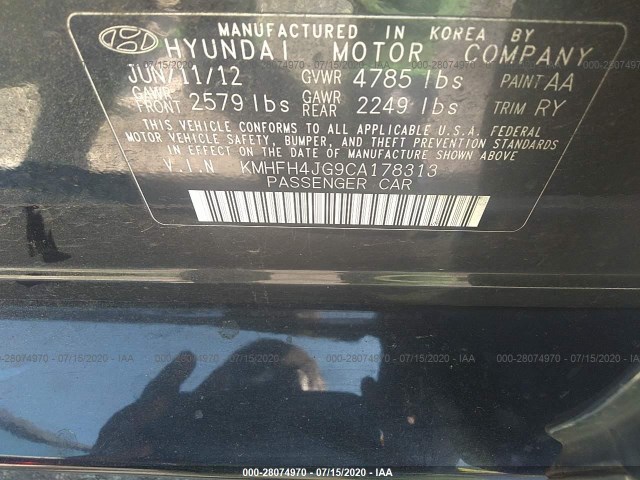 MANUFACTURED IN KOREA BY
HYUNDAI MOTOR COMPANY
JUN/11/12 GVWR 4785 lbs PAINT AA
GAWR FRONT 2579 lbs GAWR REAR 2249 lbs TRIM RY
THIS VEHICLE CONFORMS TO ALL APPLICABLE U.S.A. FEDERAL
MOTOR VEHICLE SAFETY, BUMPER, AND THEFT PREVENTION STANDARDS
IN EFFECT ON THE DATE OF MANUFACTURE SHOWN ABOVE.
V.I.N KMHFH4JG9CA178313
PASSENGER CAR
000-28074970 - 07/15/2020 - IAA